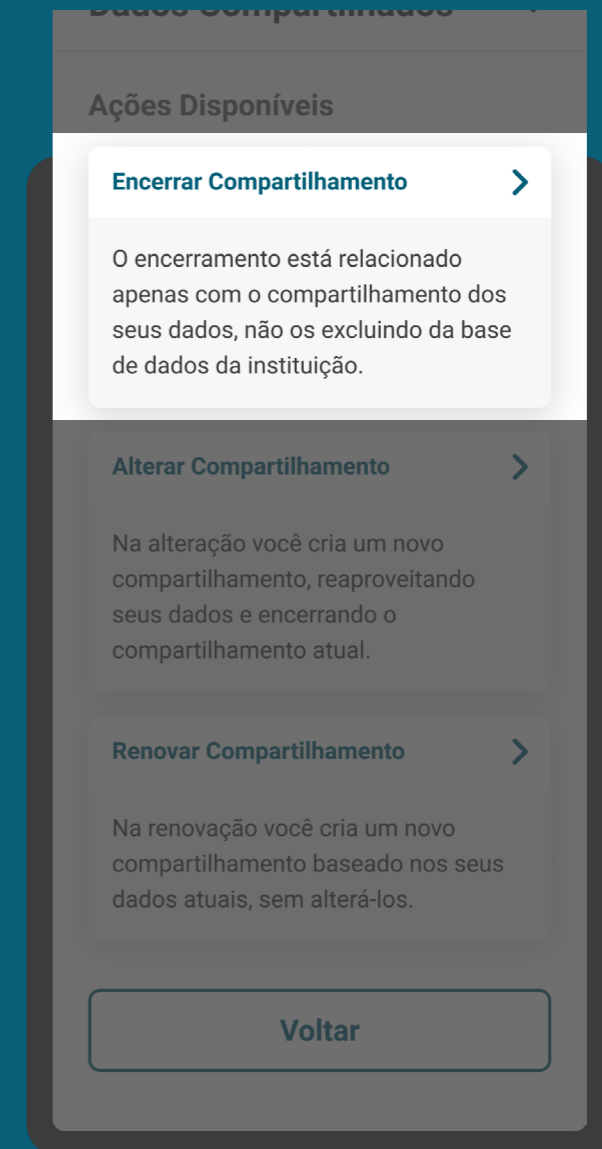 Dados Compartilhados
Ações Disponíveis
Encerrar Compartilhamento
O encerramento está relacionado
apenas com o compartilhamento dos
seus dados, não os excluindo da base
de dados da instituição.
Alterar Compartilhamento
Na alteração você cria um novo
compartilhamento, reaproveitando
seus dados e encerrando o
compartilhamento atual.
Renovar Compartilhamento
Na renovação você cria um novo
compartilhamento baseado nos seus
dados atuais, sem alterá-los.
Voltar